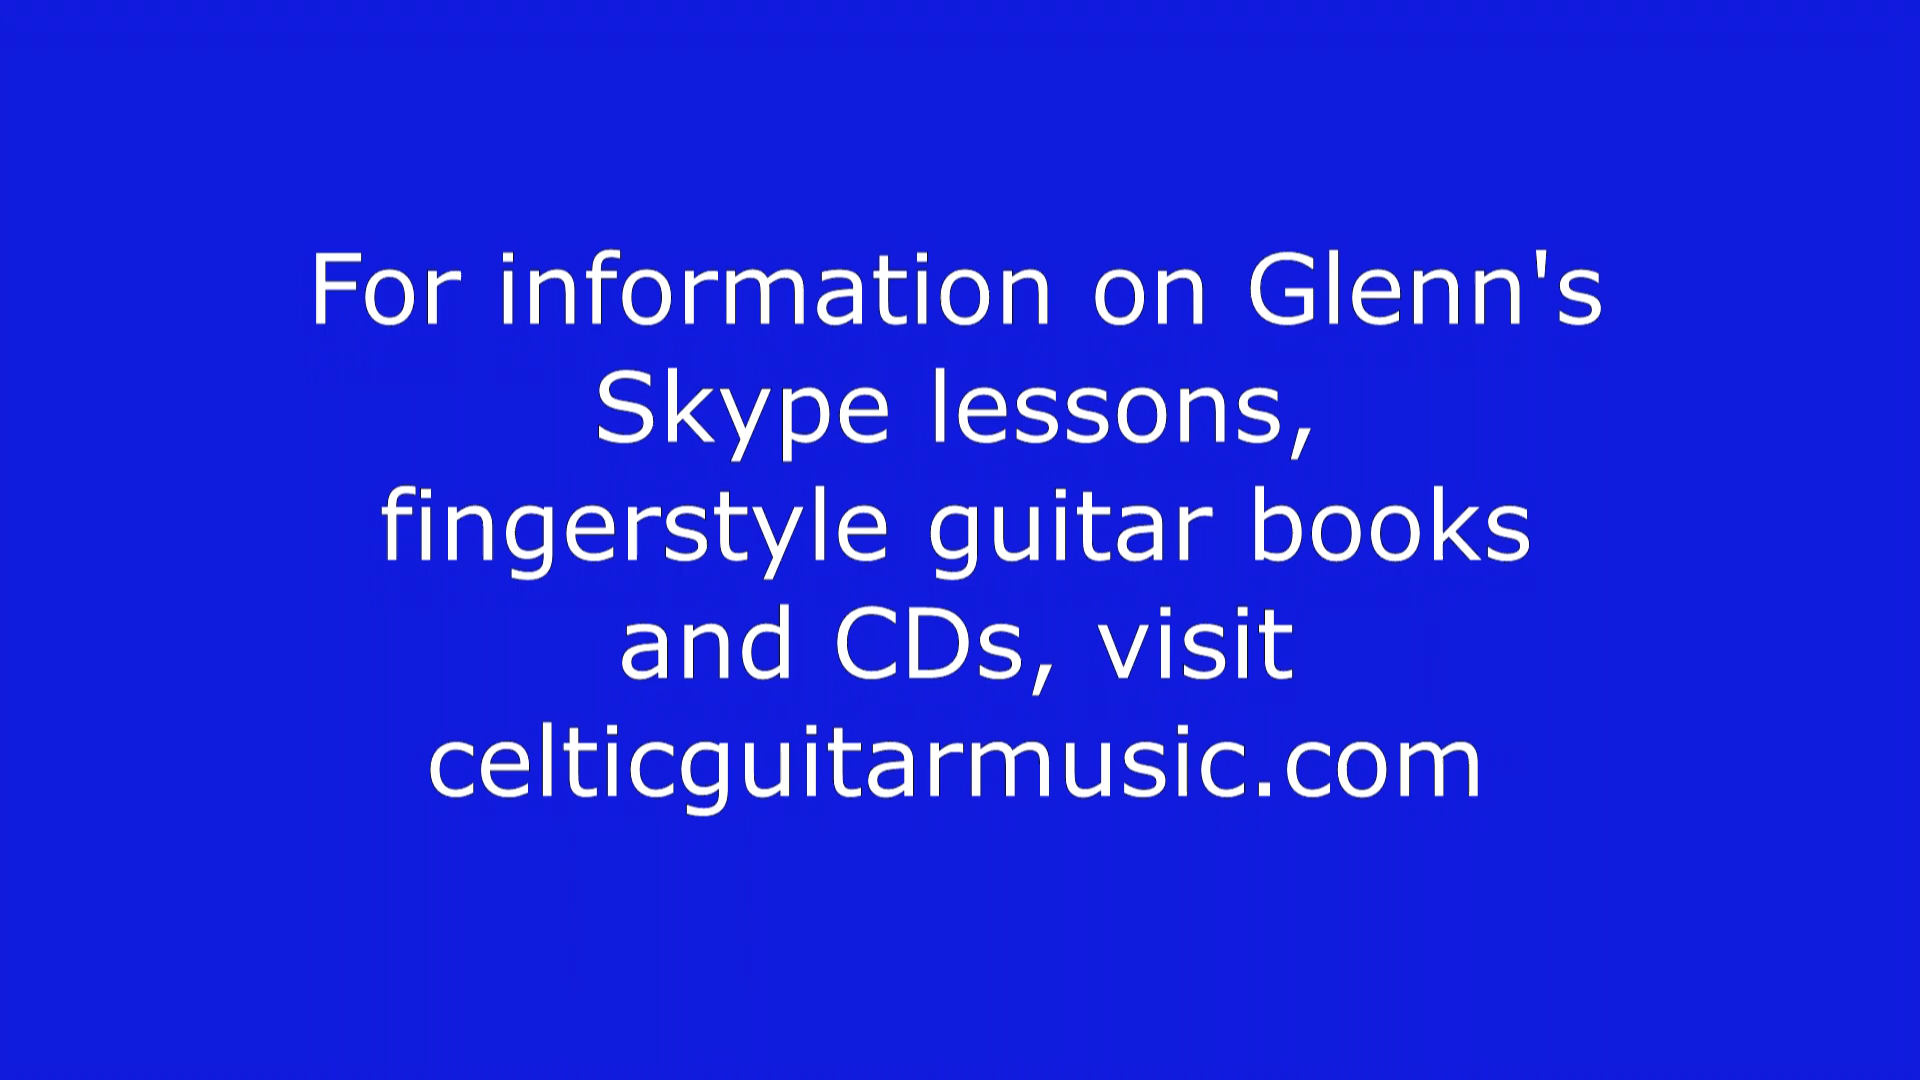 For information on Glenn's
Skype lessons,
fingerstyle guitar books
and CDs, visit
celticguitarmusic.com